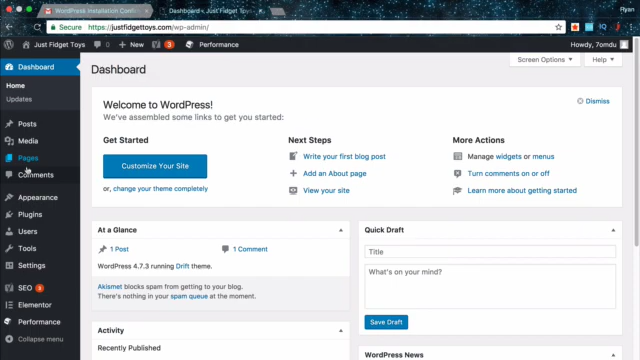 Ryan
WordPress Installation Confi
Dashboard ‹ Just Fidget Toys
Secure https://justfidgettoys.com/wp-admin/
IQ
Just Fidget Toys 0 New 3 Performance
Howdy, 7omdu
Dashboard
Home
Updates
Posts
Media
Pages
Comments
Appearance
Plugins
Users
Tools
Settings
SEO 3
Elementor
Performance
Collapse menu
Screen Options
Help
Dashboard
Welcome to WordPress!
Dismiss
We've assembled some links to get you started:
Get Started
Customize Your Site
or, change your theme completely
Next Steps
Write your first blog post
Add an About page
View your site
More Actions
Manage widgets or menus
Turn comments on or off
Learn more about getting started
At a Glance
1 Post
1 Comment
WordPress 4.7.3 running Drift theme.
Akismet blocks spam from getting to your blog.
There's nothing in your spam queue at the moment.
Activity
Recently Published
Quick Draft
Title
What's on your mind?
Save Draft
WordPress News